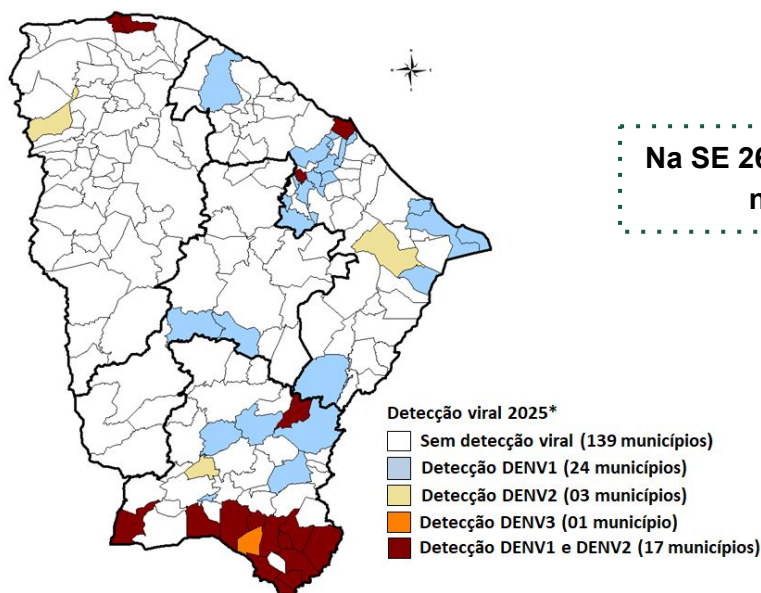 Na SE 26
n
Detecção viral 2025*
Sem detecção viral (139 municípios)
Detecção DENV1 (24 municípios)
Detecção DENV2 (03 municípios)
Detecção DENV3 (01 município)
Detecção DENV1 e DENV2 (17 municípios)